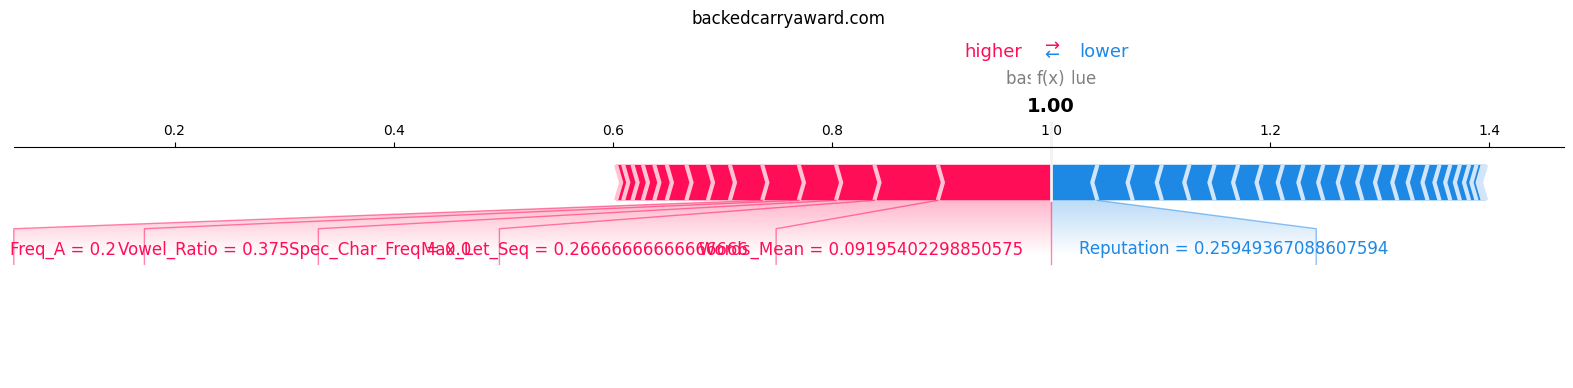 backedcarryaward.com
higher → lower
←
f(x)
1.00
0.2 0.4 0.6 0.8 1.0 1.2 1.4
Freq_A = 0.2 Vowel_Ratio = 0.375 Spec_Char_Freq = 0.0 Max_Let_Seq = 0.26666666666666666 Words_Mean = 0.09195402298850575 Reputation = 0.25949367088607594